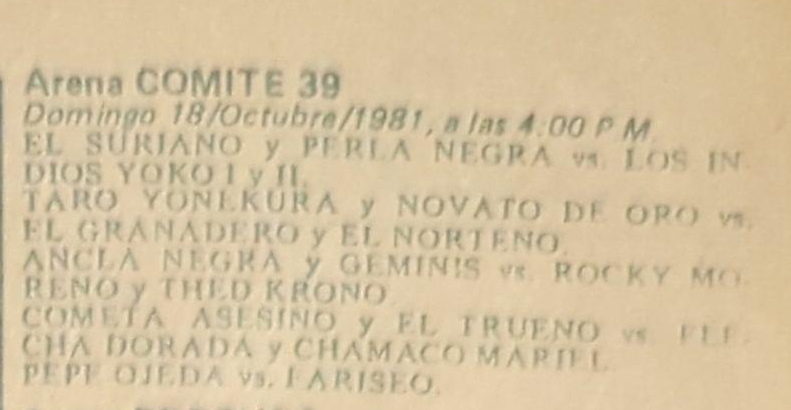 Arena COMITE 39
Domingo 18/Octubre/1981, a las 4:00 P M.
EL SURIANO y PERLA NEGRA vs. LOS IN-
DIOS YOKO I y II.
TARO YONEKURA y NOVATO DE ORO vs.
EL GRANADERO y EL NORTENO.
ANCLA NEGRA y GEMINIS vs. ROCKY MO-
RENO y THED KRONO
COMETA ASESINO y EL TRUENO vs. FLE-
CHA DORADA y CHAMACO MARIEL
PEPE OJEDA vs. FARISEO.